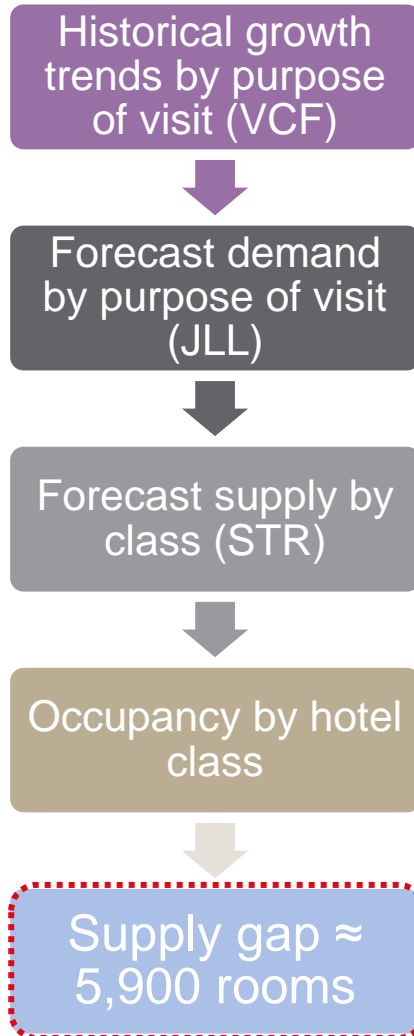 Historical growth
trends by purpose
of visit (VCF)
Forecast demand
by purpose of visit
(JLL)
Forecast supply by
class (STR)
Occupancy by hotel
class
Supply gap ≈
5,900 rooms